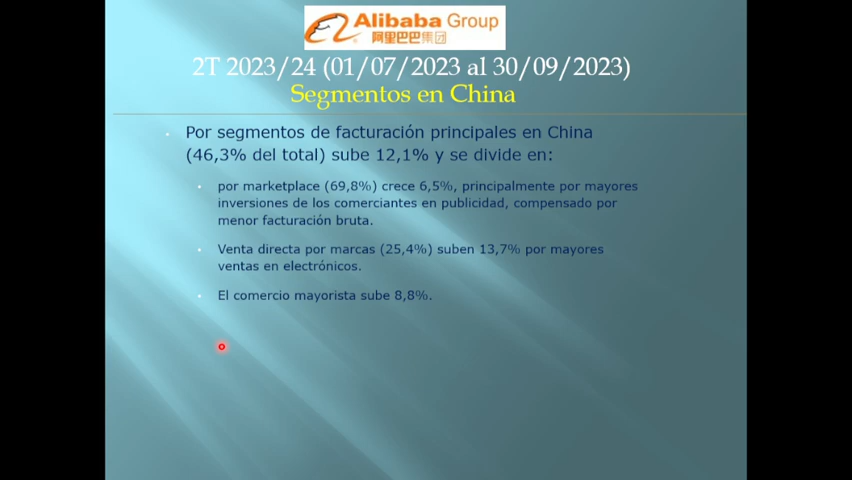 Alibaba Group
阿里巴巴集团
2T 2023/24 (01/07/2023 al 30/09/2023)
Segmentos en China
Por segmentos de facturación principales en China
(46,3% del total) sube 12,1% y se divide en:
por marketplace (69,8%) crece 6,5%, principalmente por mayores
inversiones de los comerciantes en publicidad, compensado por
menor facturación bruta.
Venta directa por marcas (25,4%) suben 13,7% por mayores
ventas en electrónicos.
El comercio mayorista sube 8,8%.